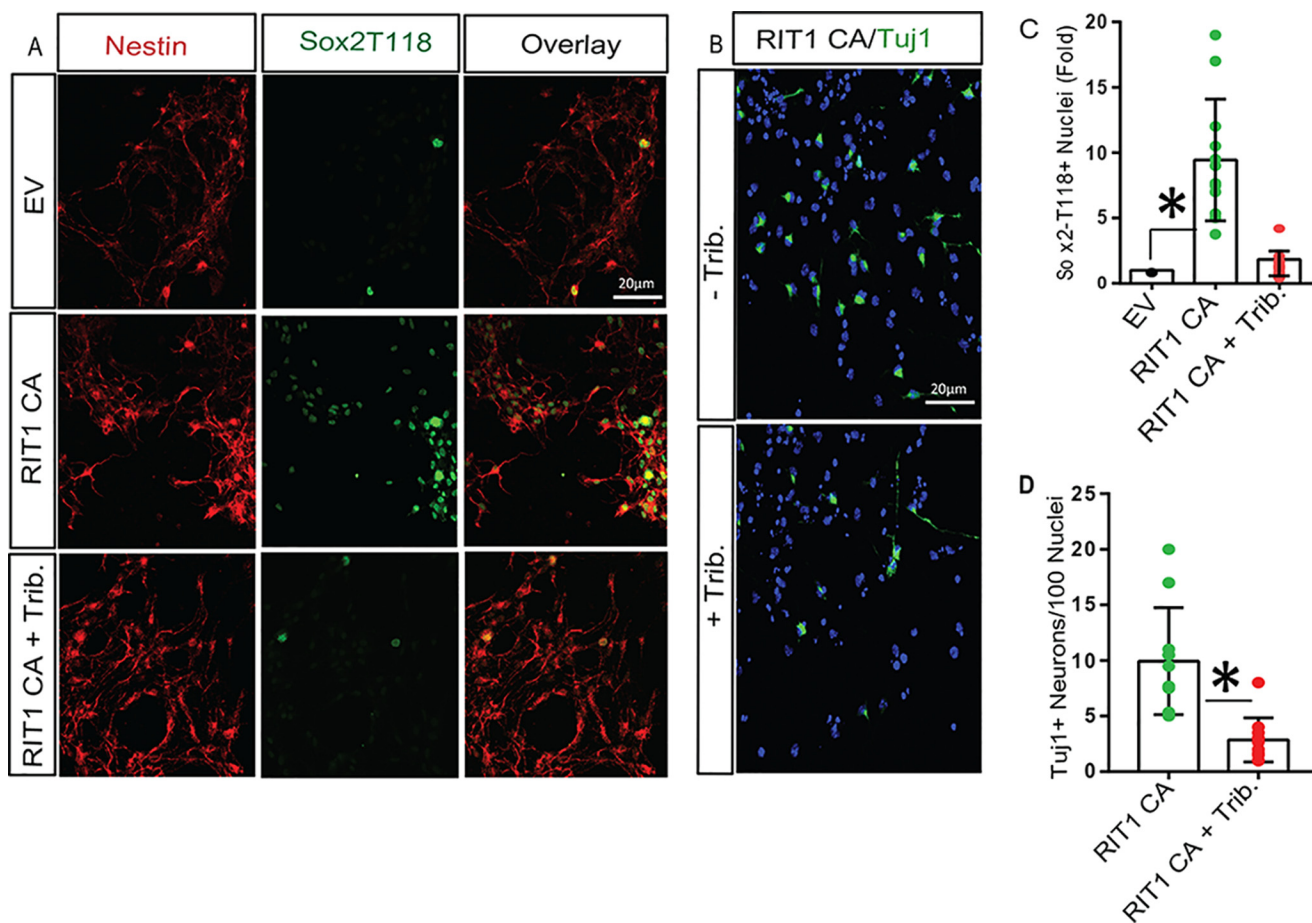 A
Nestin
Sox2T118
Overlay
EV
20µm
RIT1 CA
RIT1 CA + Trib.
B
RIT1 CA/Tuj1
- Trib.
20µm
+ Trib.
C
So x2-T118+ Nuclei (Fold)
20
15
10
5
0
*
EV
RIT1 CA
RIT1 CA + Trib.
D
Tuj1+ Neurons/100 Nuclei
25
20
15
10
5
0
*
RIT1 CA
RIT1 CA + Trib.